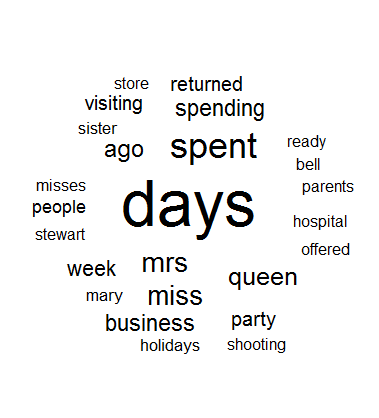 store returned
visiting spending
sister
ago spent ready
bell
misses days parents
people
stewart hospital
offered
week mrs
mary miss queen
business party
holidays shooting